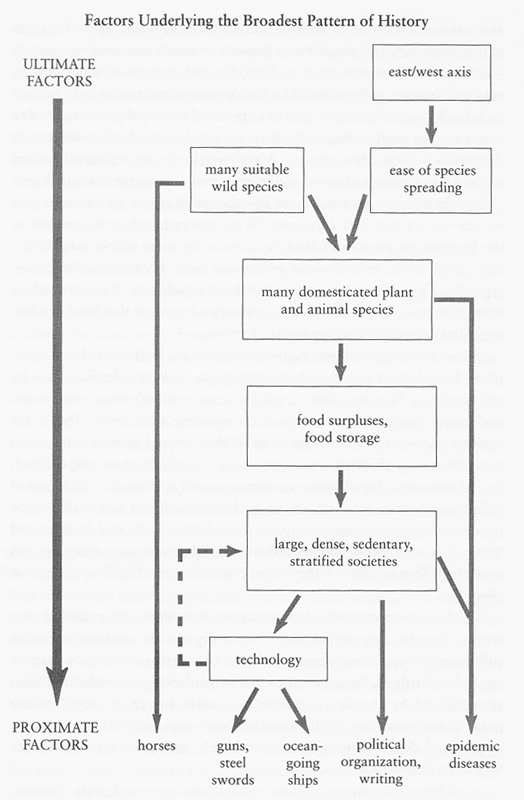 Factors Underlying the Broadest Pattern of History
ULTIMATE
FACTORS
east/west axis
many suitable
wild species
ease of species
spreading
many domesticated plant
and animal species
food surpluses,
food storage
large, dense, sedentary,
stratified societies
technology
PROXIMATE
FACTORS
horses
guns,
steel
swords
ocean-
going
ships
political
organization,
writing
epidemic
diseases